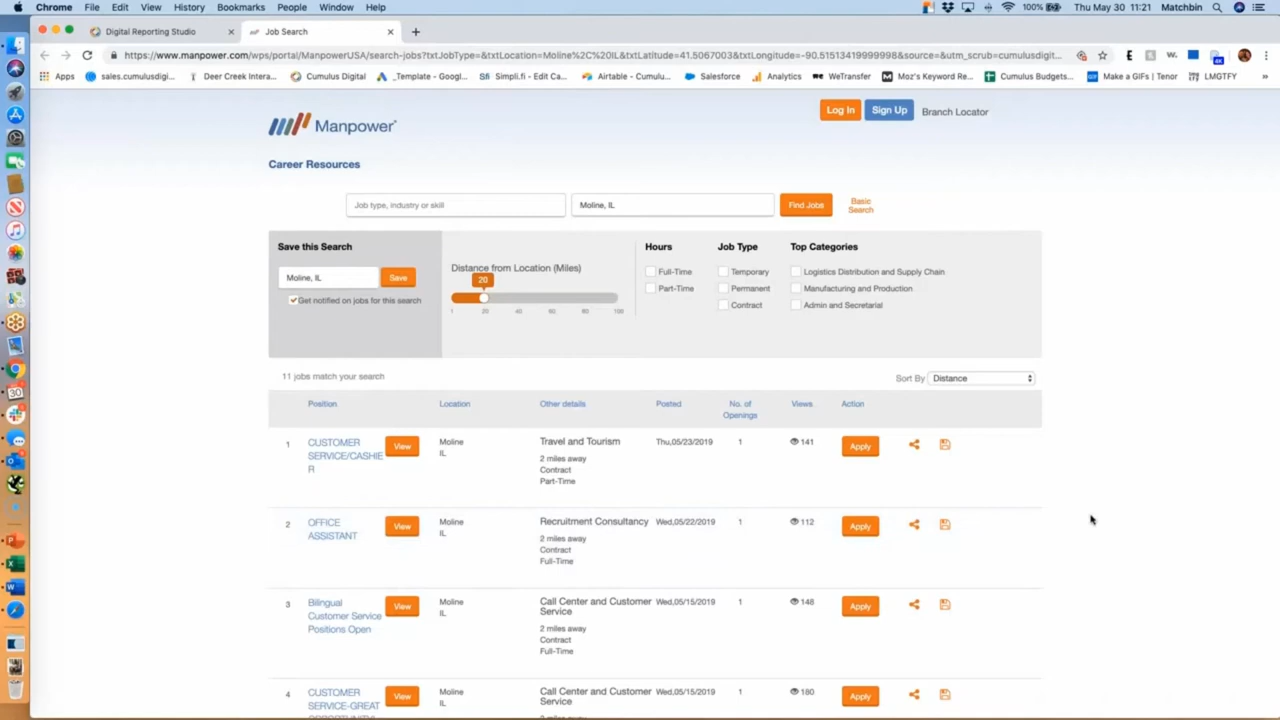 Chrome File Edit View History Bookmarks People Window Help 100% Thu May 30 11:21 Matchbin
Digital Reporting Studio Job Search
https://www.manpower.com/wps/portal/ManpowerUSA/search-jobs?txtJobType=&txtLocation=Moline%2C%20IL&txtLatitude=41.5067003&txtLongitude=-90.51513419999998&source=&utm_scrub=cumulusdigit...
Apps sales.cumulusdigi... Deer Creek Intera... Cumulus Digital _Template - Googl... Simpli.fi - Edit Ca... Airtable - Cumulu... Salesforce Analytics WeTransfer Moz's Keyword Re... Cumulus Budgets... Make a GIFs | Tenor LMGTFY »
Log In Sign Up Branch Locator
Manpower
Career Resources
Job type, industry or skill Moline, IL Find Jobs Basic
Search
Save this Search Hours Job Type Top Categories
Distance from Location (Miles) Full-Time Temporary Logistics Distribution and Supply Chain
Moline, IL Save 20 Part-Time Permanent Manufacturing and Production
Get notified on jobs for this search Contract Admin and Secretarial
1 20 40 60 80 100
11 jobs match your search Sort By Distance
Position Location Other details Posted No. of Views Action
Openings
1 CUSTOMER View Moline Travel and Tourism Thu,05/23/2019 1 141 Apply
SERVICE/CASHIE IL 2 miles away
R Contract
Part-Time
2 OFFICE View Moline Recruitment Consultancy Wed,05/22/2019 1 112 Apply
ASSISTANT IL 2 miles away
Contract
Full-Time
3 Bilingual View Moline Call Center and Customer Wed,05/15/2019 1 148 Apply
Customer Service IL Service
Positions Open 2 miles away
Contract
Full-Time
4 CUSTOMER View Moline Call Center and Customer Wed,05/15/2019 1 180 Apply
SERVICE-GREAT IL Service